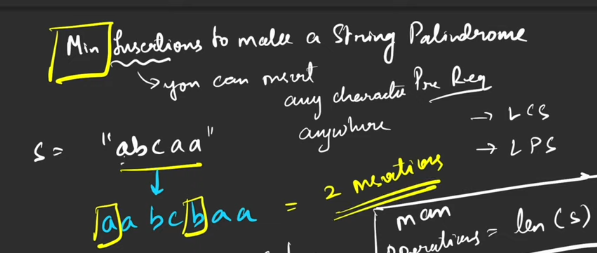 Min Insertions to make a String Palindrome
you can insert
any character
anywhere
Pre Req
→ LCS
→ LPS
S = "abcaa"
aabcbaa = 2 insertions
operations = len(s)